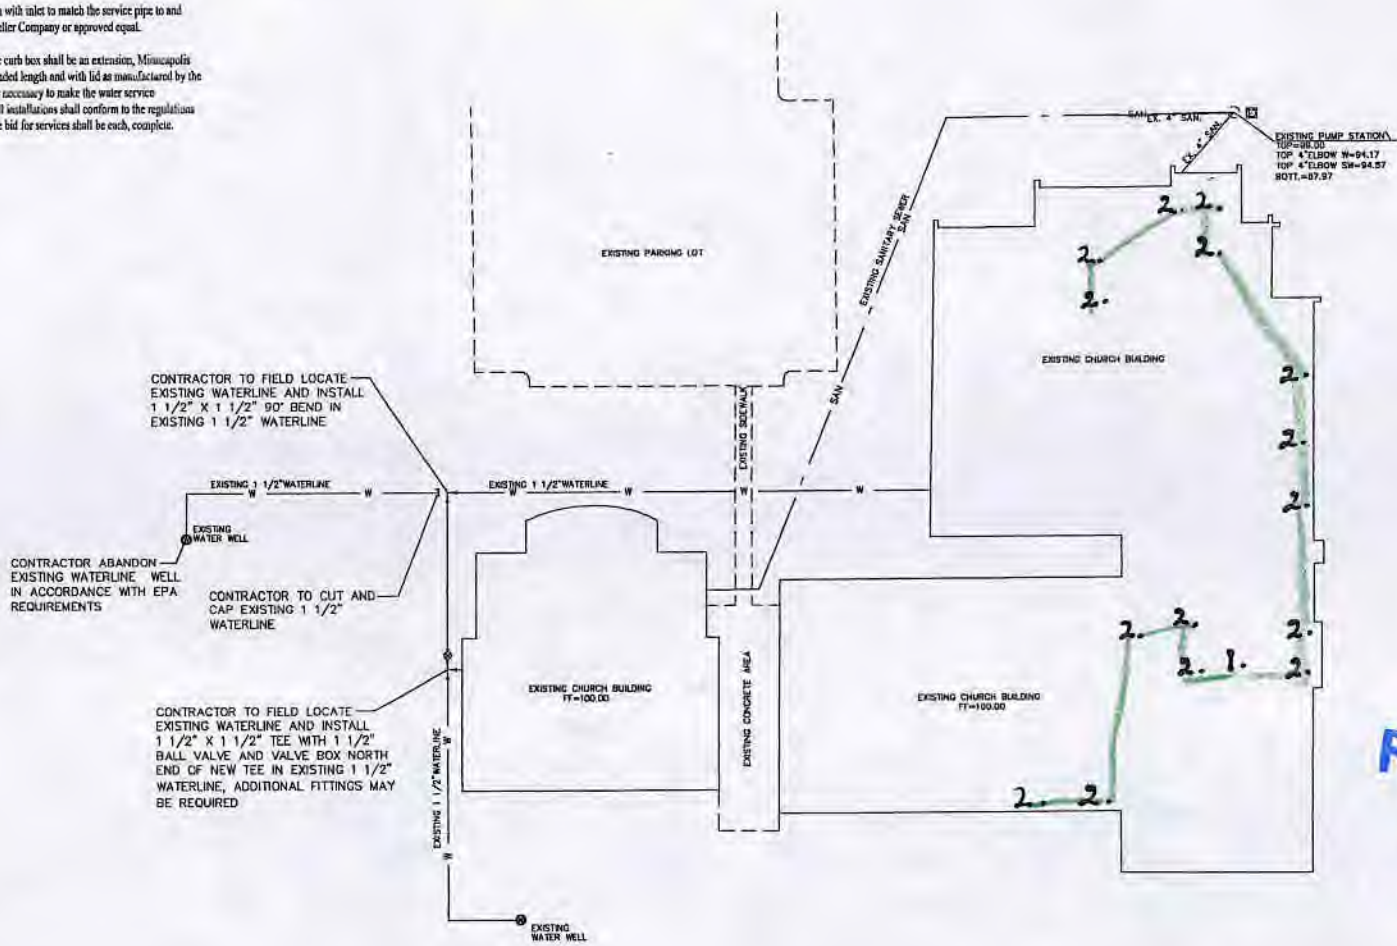 with inlet to match the service pipe to and
eller Company or approved equal.
curb box shall be an extension, Minneapolis
nded length and with lid as manufactured by the
necessary to make the water service
ll installations shall conform to the regulations
bid for services shall be each, complete.
SAN
EX. 4" SAN.
EX. 4" SAN.
EXISTING PUMP STATION
TOP=99.00
TOP 4"ELBOW W=94.17
TOP 4"ELBOW SW=94.57
BOTT.=87.97
2. 2.
2. 2.
2.
EXISTING PARKING LOT
EXISTING SANITARY SEWER
SAN
SAN
EXISTING CHURCH BUILDING
2.
2.
2.
CONTRACTOR TO FIELD LOCATE
EXISTING WATERLINE AND INSTALL
1 1/2" X 1 1/2" 90° BEND IN
EXISTING 1 1/2" WATERLINE
EXISTING SIDEWALK
EXISTING 1 1/2"WATERLINE
W W
EXISTING 1 1/2"WATERLINE
W W W W
EXISTING
WATER WELL
CONTRACTOR ABANDON
EXISTING WATERLINE WELL
IN ACCORDANCE WITH EPA
REQUIREMENTS
CONTRACTOR TO CUT AND
CAP EXISTING 1 1/2"
WATERLINE
2. 2. 2.
2. 1. 2.
EXISTING CHURCH BUILDING
FF=100.00
EXISTING CONCRETE AREA
EXISTING CHURCH BUILDING
FF=100.00
CONTRACTOR TO FIELD LOCATE
EXISTING WATERLINE AND INSTALL
1 1/2" X 1 1/2" TEE WITH 1 1/2"
BALL VALVE AND VALVE BOX NORTH
END OF NEW TEE IN EXISTING 1 1/2"
WATERLINE, ADDITIONAL FITTINGS MAY
BE REQUIRED
W
EXISTING 1 1/2"WATERLINE
W
2. 2.
EXISTING
WATER WELL